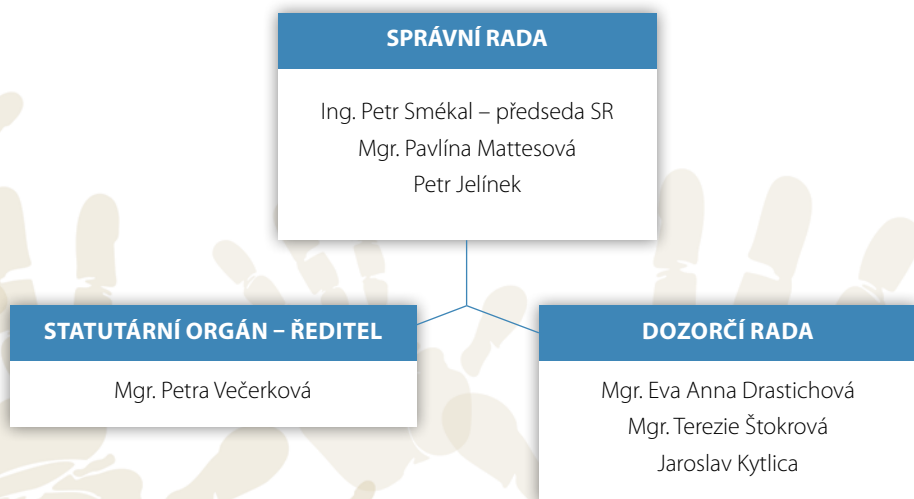 SPRÁVNÍ RADA
Ing. Petr Smékal – předseda SR
Mgr. Pavlína Mattesová
Petr Jelínek
STATUTÁRNÍ ORGÁN – ŘEDITEL
Mgr. Petra Večerková
DOZORČÍ RADA
Mgr. Eva Anna Drastichová
Mgr. Terezie Štokrová
Jaroslav Kytlica